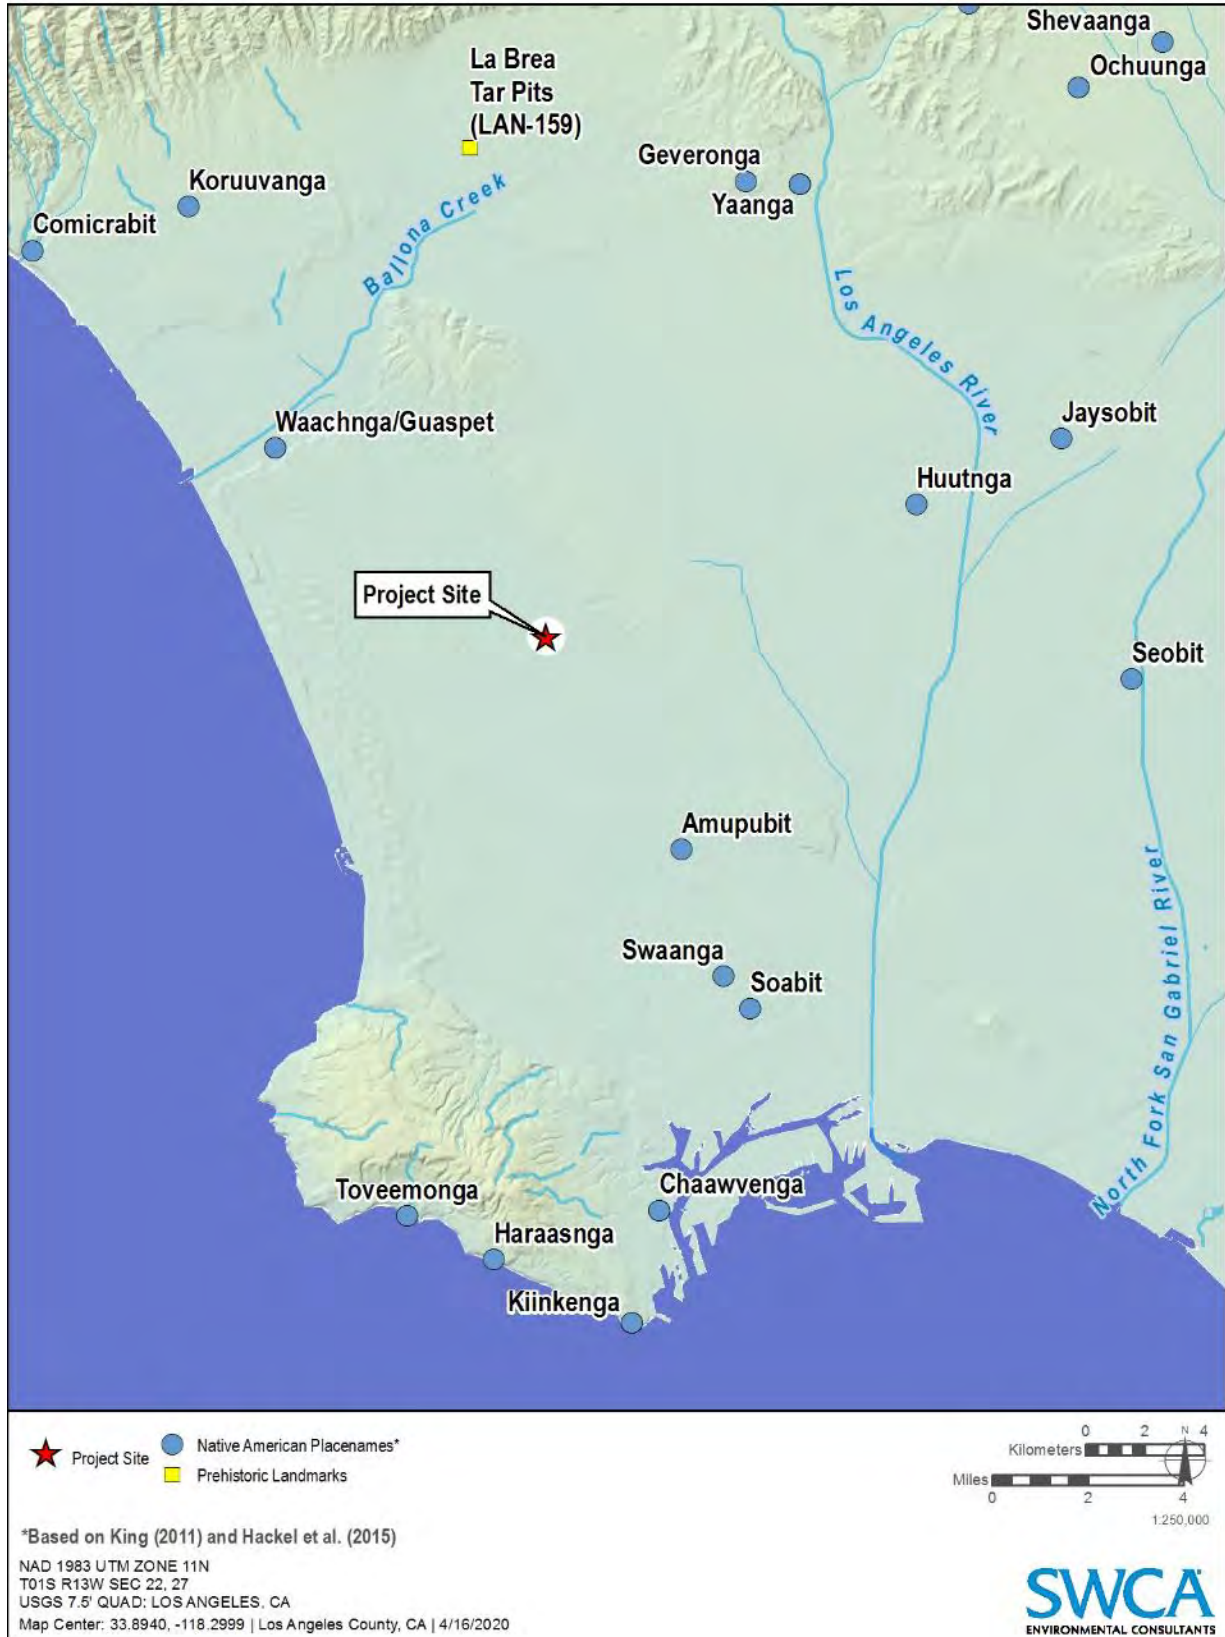 Shevaanga
Ochuunga
La Brea
Tar Pits
(LAN-159)
Geveronga
Yaanga
Koruuvanga
Comicrabit
Ballona Creek
Los Angeles River
Waachnga/Guaspet
Jaysobit
Huutnga
Project Site
Seobit
Amupubit
Swaanga
Soabit
North Fork San Gabriel River
Toveemonga
Chaawvenga
Haraasnga
Kiinkenga
Project Site
Native American Placenames*
Prehistoric Landmarks
0 2 N 4
Kilometers
Miles
0 2 4
1:250,000
*Based on King (2011) and Hackel et al. (2015)
NAD 1983 UTM ZONE 11N
T01S R13W SEC 22, 27
USGS 7.5' QUAD: LOS ANGELES, CA
Map Center: 33.8940, -118.2999 | Los Angeles County, CA | 4/16/2020
SWCA
ENVIRONMENTAL CONSULTANTS